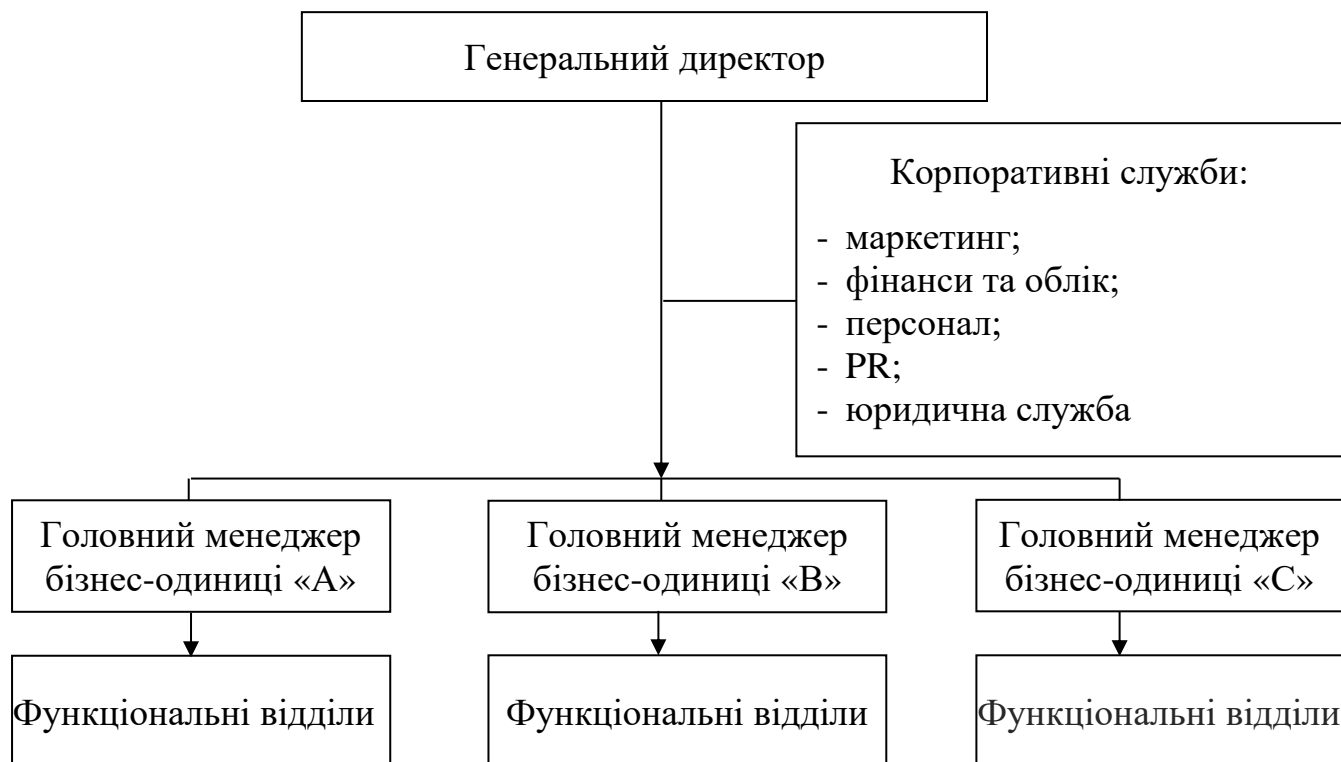 Генеральний директор
Корпоративні служби:
- маркетинг;
- фінанси та облік;
- персонал;
- PR;
- юридична служба
Головний менеджер
бізнес-одиниці «А»
Головний менеджер
бізнес-одиниці «В»
Головний менеджер
бізнес-одиниці «С»
Функціональні відділи
Функціональні відділи
Функціональні відділи